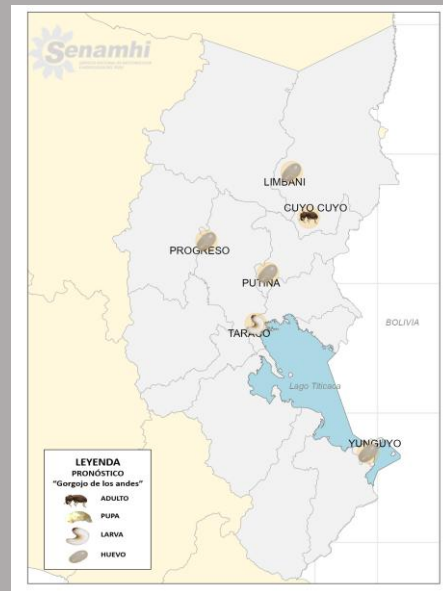 Senamhi
LIMBANI
CUYO CUYO
PROGRESO
PUTINA
TARACO
BOLIVIA
Lago Titicaca
YUNGUYO
LEYENDA
PRONÓSTICO
"Gorgojo de los andes"
ADULTO
PUPA
LARVA
HUEVO